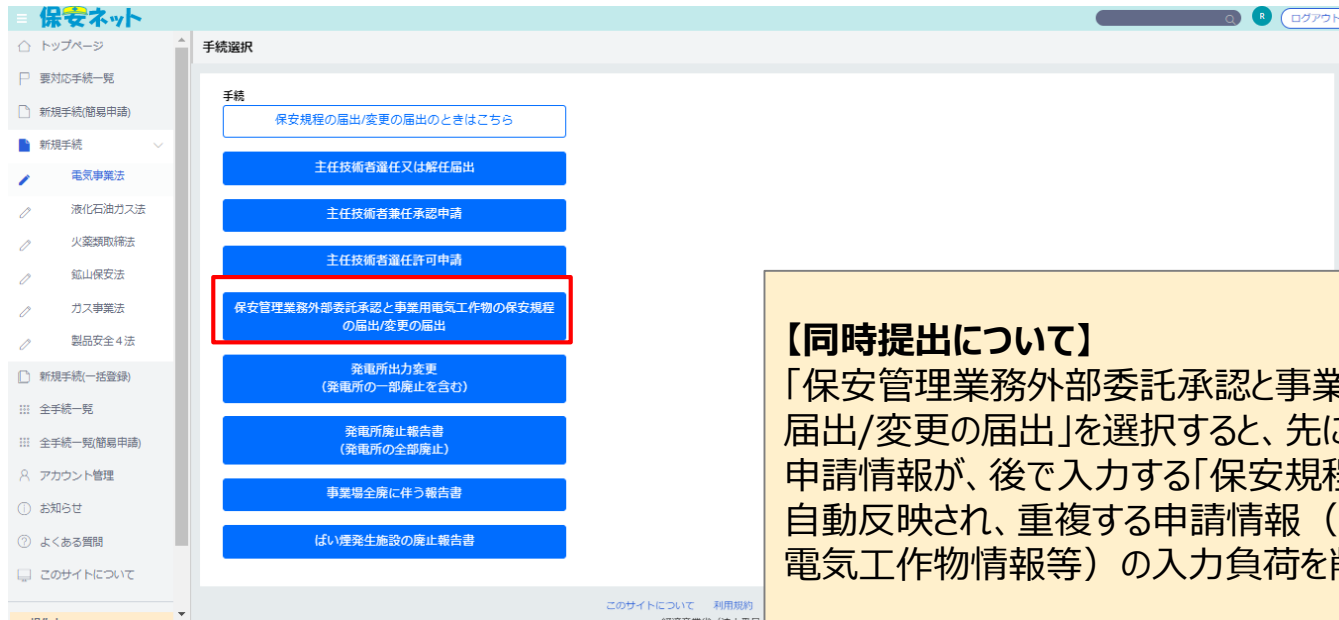 保安ネット
R
ログアウト
トップページ
要対応手続一覧
新規手続(簡易申請)
新規手続
電気事業法
液化石油ガス法
火薬類取締法
鉱山保安法
ガス事業法
製品安全4法
新規手続(一括登録)
全手続一覧
全手続一覧(簡易申請)
アカウント管理
お知らせ
よくある質問
このサイトについて
手続選択
手続
保安規程の届出/変更の届出のときはこちら
主任技術者選任又は解任届出
主任技術者兼任承認申請
主任技術者選任許可申請
保安管理業務外部委託承認と事業用電気工作物の保安規程
の届出/変更の届出
発電所出力変更
(発電所の一部廃止を含む)
発電所廃止報告書
(発電所の全部廃止)
事業場全廃に伴う報告書
ばい煙発生施設の廃止報告書
【同時提出について】
「保安管理業務外部委託承認と事業
届出/変更の届出」を選択すると、先に
申請情報が、後で入力する「保安規程
自動反映され、重複する申請情報（
電気工作物情報等）の入力負荷を削
このサイトについて 利用規約